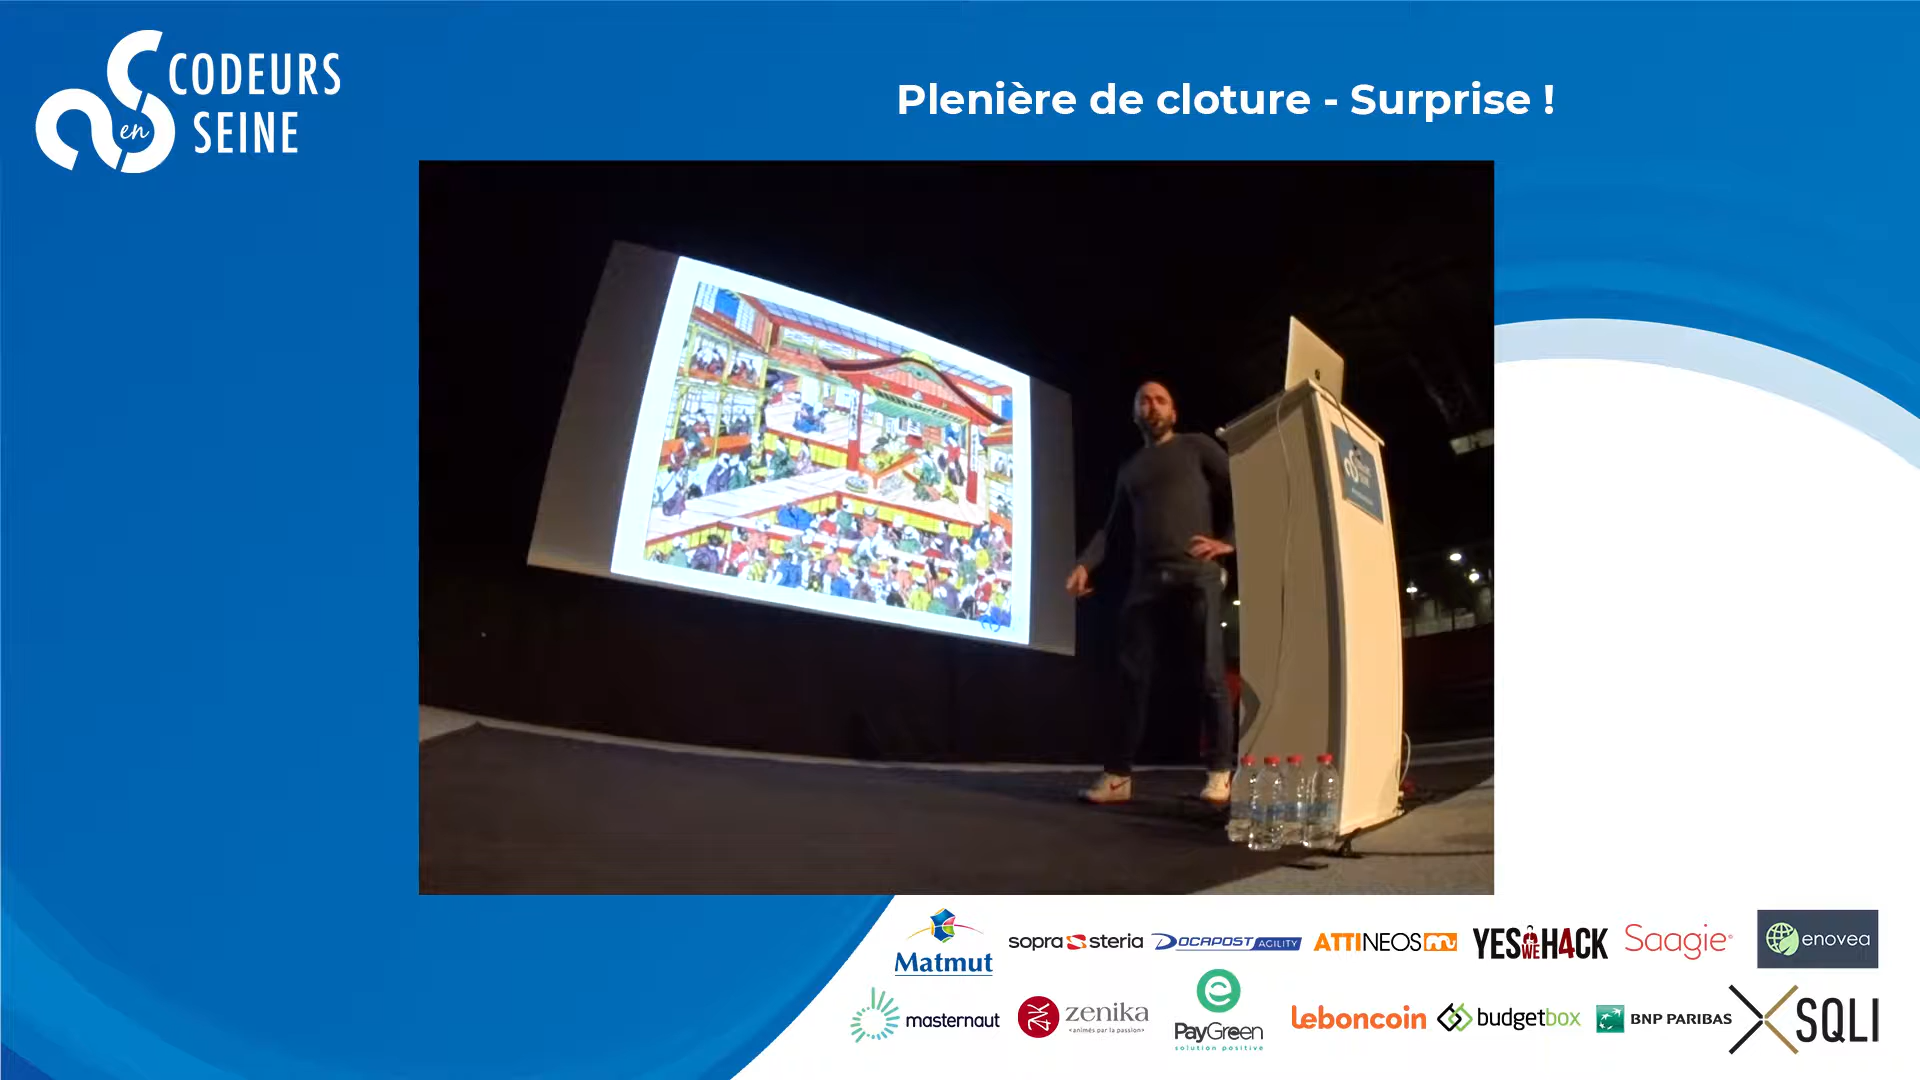 CODEURS
en
SEINE
Plenière de cloture - Surprise !
Matmut
sopra steria
DOCAPOST AGILITY
ATTINEOS
YES WE H4CK
Saagie
enovea
masternaut
zenika
«animés par la passion»
PayGreen
solution positive
leboncoin
budgetbox
BNP PARIBAS
SQLI